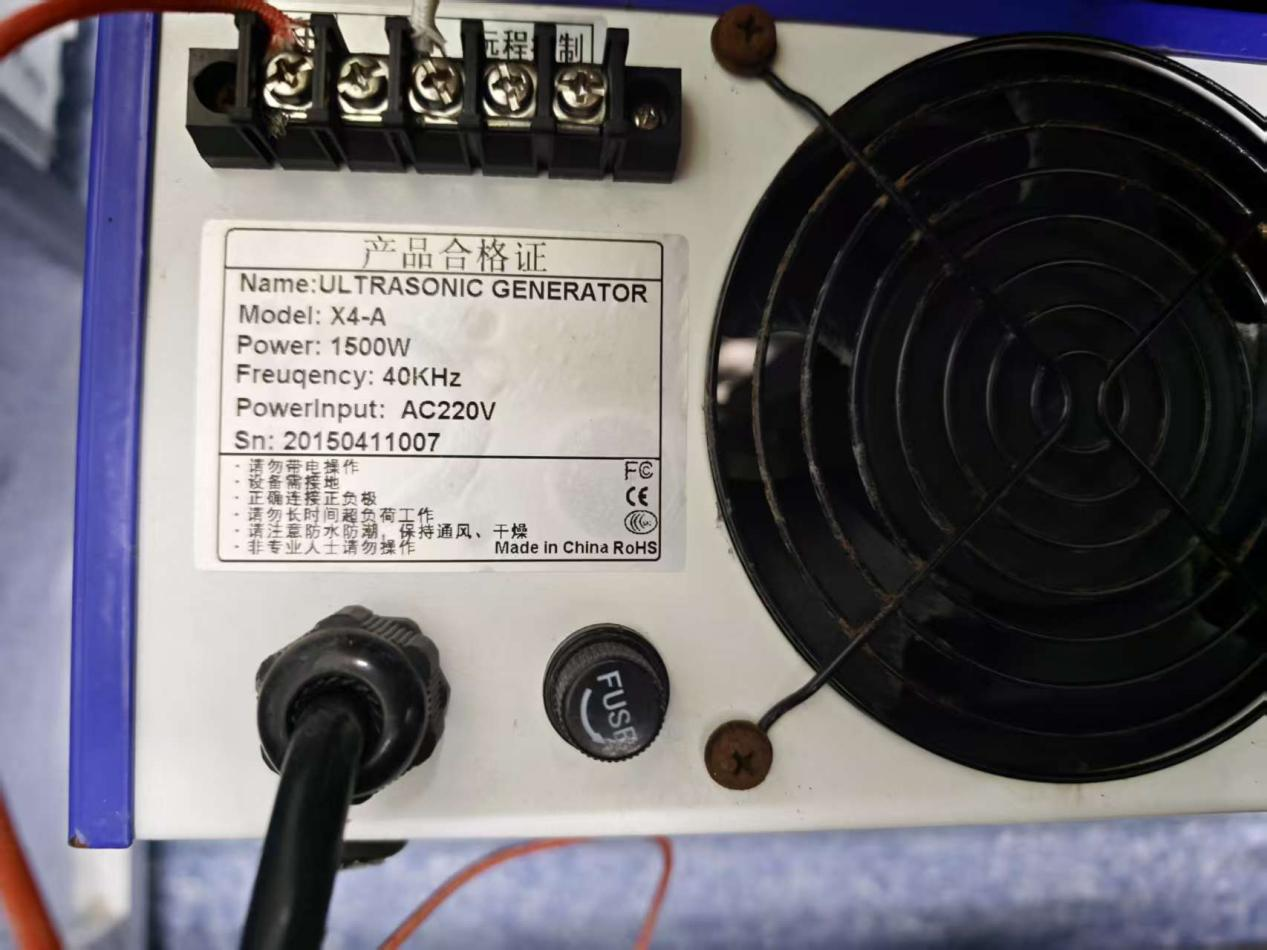 远程 制
产品合格证
Name:ULTRASONIC GENERATOR
Model: X4-A
Power: 1500W
Freuqency: 40KHz
PowerInput: AC220V
Sn: 20150411007
· 请勿带电操作
· 设备需接地
· 正确连接正负极
· 请勿长时间超负荷工作
· 请注意防水防潮，保持通风、干燥
· 非专业人士请勿操作
FC
CE
CCC
Made in China RoHS
FUSE